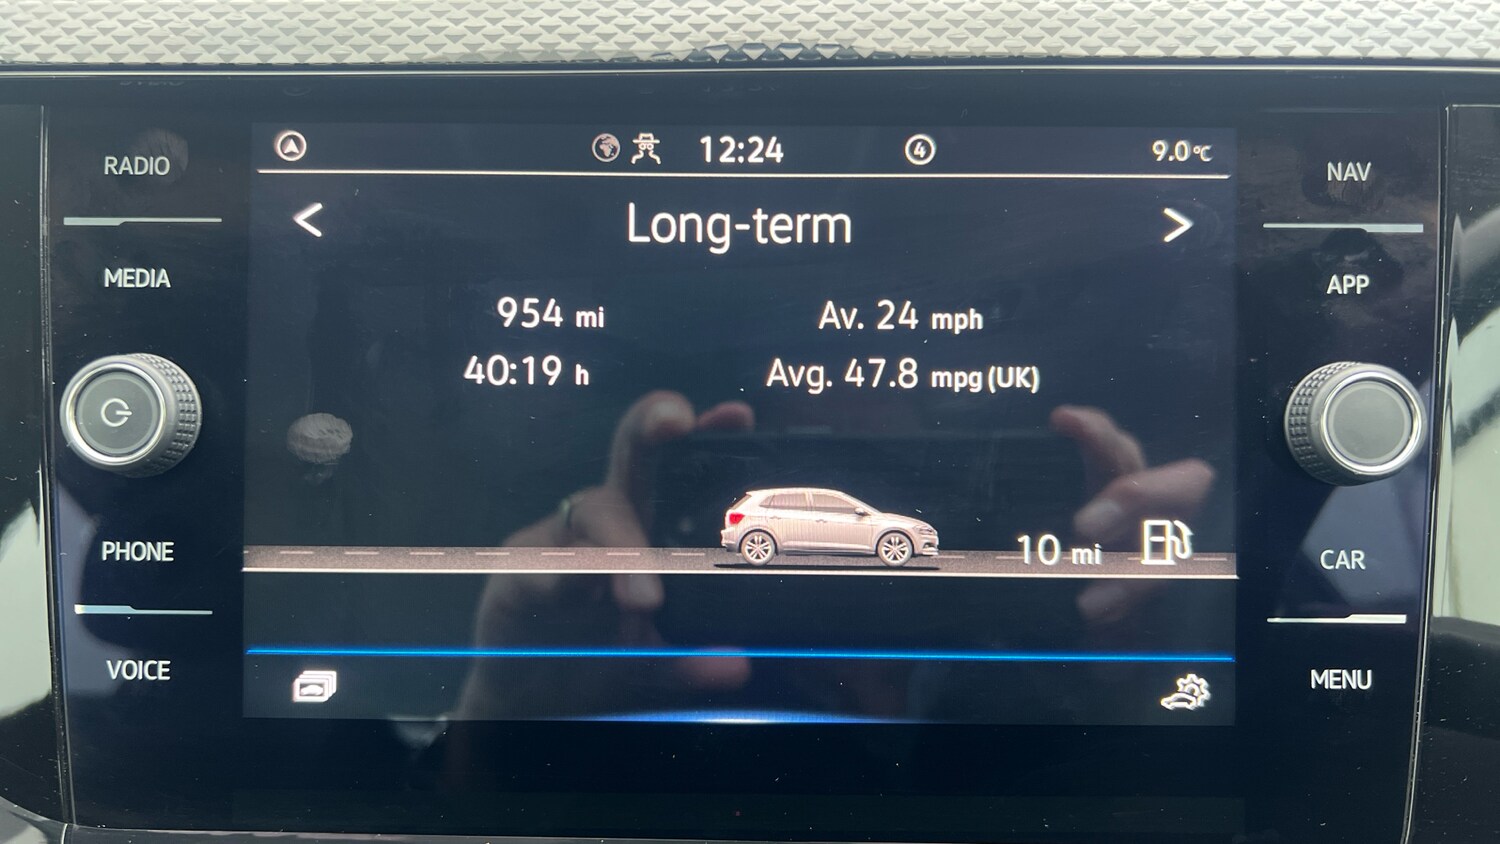 RADIO
MEDIA
PHONE
VOICE
12:24
4
9.0°C
<
Long-term
>
954 mi
Av. 24 mph
40:19 h
Avg. 47.8 mpg (UK)
10 mi
NAV
APP
CAR
MENU